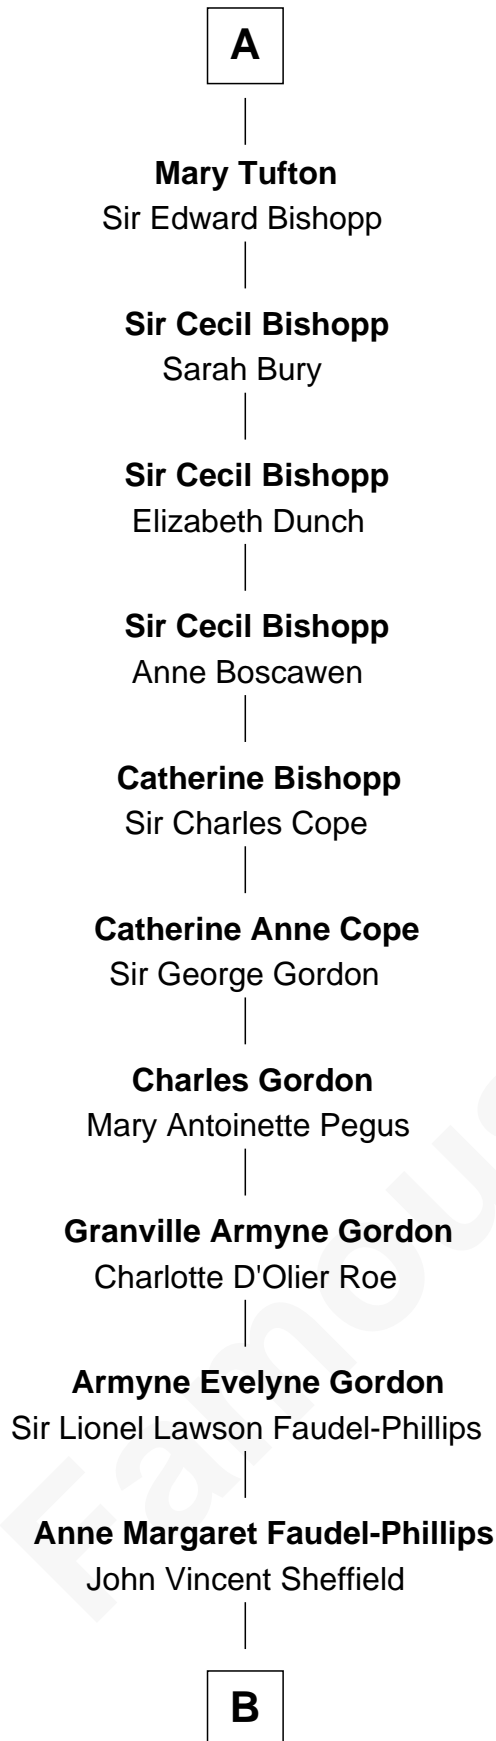 A
Mary Tufton
Sir Edward Bishopp
Sir Cecil Bishopp
Sarah Bury
Sir Cecil Bishopp
Elizabeth Dunch
Sir Cecil Bishopp
Anne Boscawen
Catherine Bishopp
Sir Charles Cope
Catherine Anne Cope
Sir George Gordon
Charles Gordon
Mary Antoinette Pegus
Granville Armyne Gordon
Charlotte D'Olier Roe
Armyne Evelyne Gordon
Sir Lionel Lawson Faudel-Phillips
Anne Margaret Faudel-Phillips
John Vincent Sheffield
B
Famous